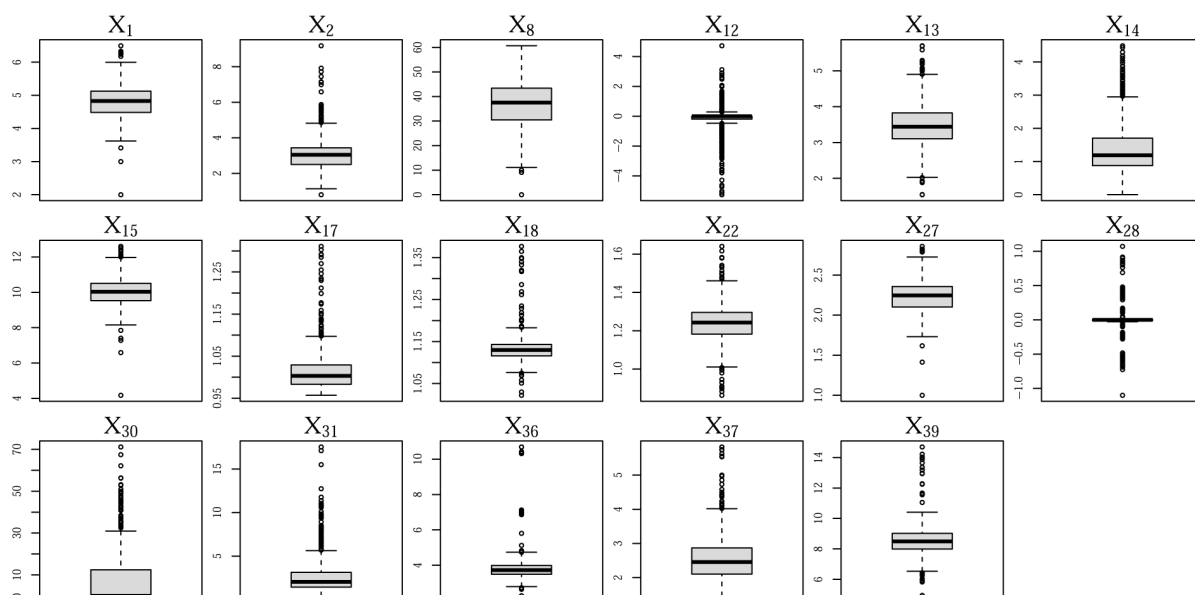 X₁ X₂ X₈ X₁₂ X₁₃ X₁₄
6 5 4 3 2
8 6 4 2
60 50 40 30 20 10 0
4 2 0 −2 −4
5 4 3 2
4 3 2 1 0
X₁₅ X₁₇ X₁₈ X₂₂ X₂₇ X₂₈
12 10 8 6 4
1.25 1.15 1.05 0.95
1.35 1.25 1.15 1.05
1.6 1.4 1.2 1.0
2.5 2.0 1.5 1.0
1.0 0.5 0.0 −0.5 −1.0
X₃₀ X₃₁ X₃₆ X₃₇ X₃₉
70 50 30 10 0
15 10 5
10 8 6 4
5 4 3 2
14 12 10 8 6